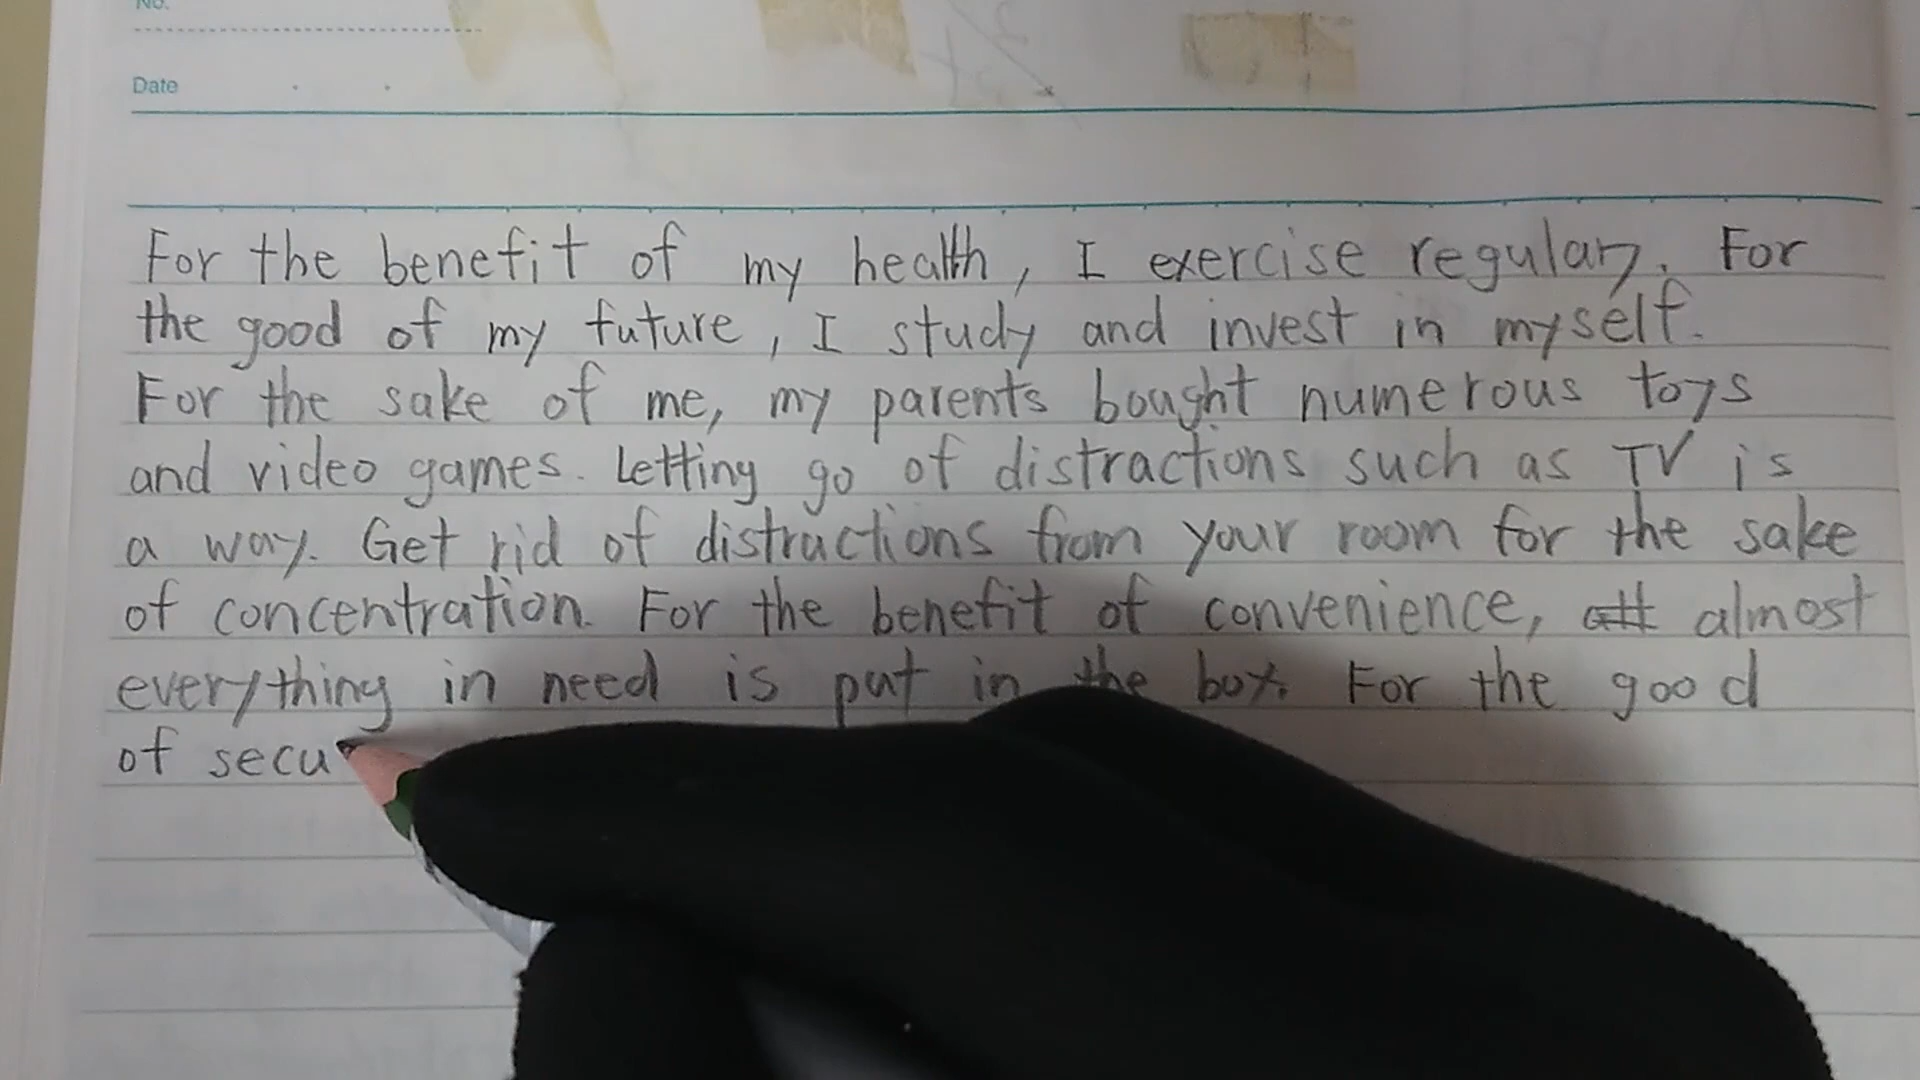 No.
Date
For the benefit of my health, I exercise regulary. For
the good of my future, I study and invest in myself.
For the sake of me, my parents bought numerous toys
and video games. Letting go of distractions such as TV is
a way. Get rid of distractions from your room for the sake
of concentration. For the benefit of convenience, almost
everything in need is put in the box. For the good
of secu